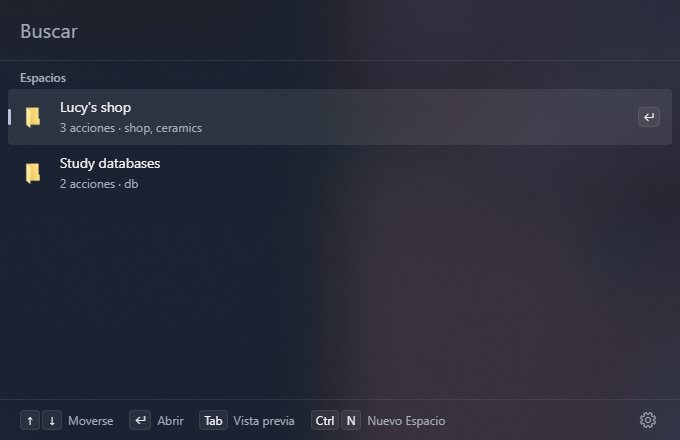 Buscar
Espacios
Lucy's shop
3 acciones · shop, ceramics
↵
Study databases
2 acciones · db
↑ ↓ Moverse ↵ Abrir Tab Vista previa Ctrl N Nuevo Espacio